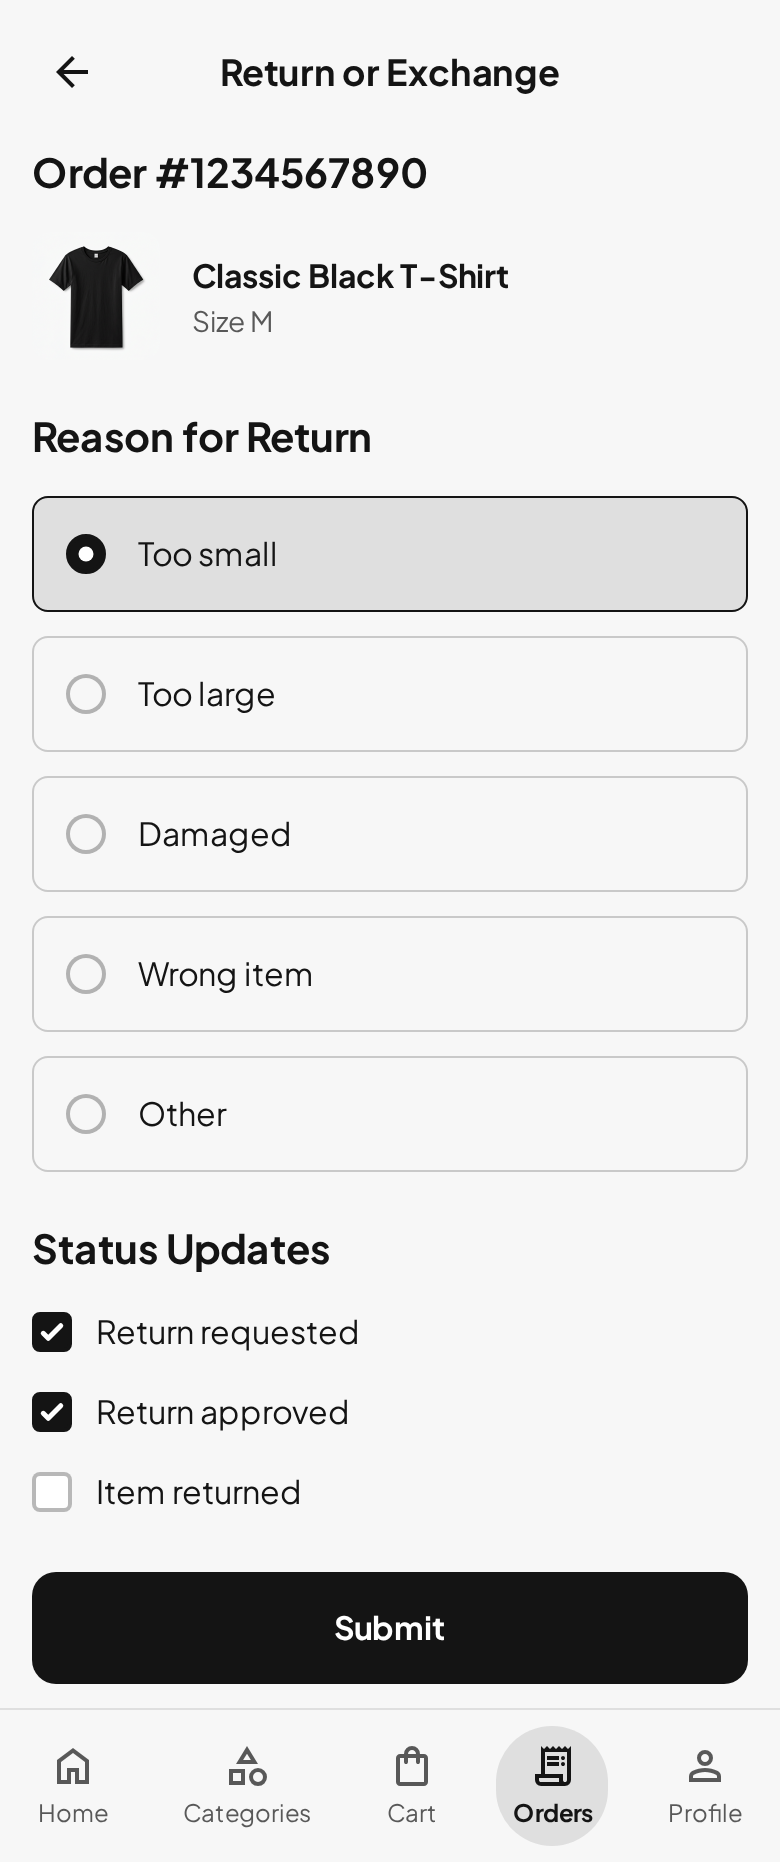 Return or Exchange
Order #1234567890
Classic Black T-Shirt
Size M
Reason for Return
Too small
Too large
Damaged
Wrong item
Other
Status Updates
Return requested
Return approved
Item returned
Submit
Home
Categories
Cart
Orders
Profile